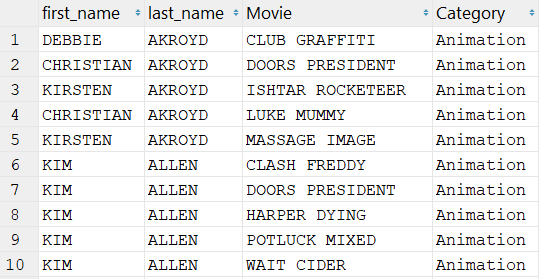 first_name last_name Movie Category
1 DEBBIE AKROYD CLUB GRAFFITI Animation
2 CHRISTIAN AKROYD DOORS PRESIDENT Animation
3 KIRSTEN AKROYD ISHTAR ROCKETEER Animation
4 CHRISTIAN AKROYD LUKE MUMMY Animation
5 KIRSTEN AKROYD MASSAGE IMAGE Animation
6 KIM ALLEN CLASH FREDDY Animation
7 KIM ALLEN DOORS PRESIDENT Animation
8 KIM ALLEN HARPER DYING Animation
9 KIM ALLEN POTLUCK MIXED Animation
10 KIM ALLEN WAIT CIDER Animation